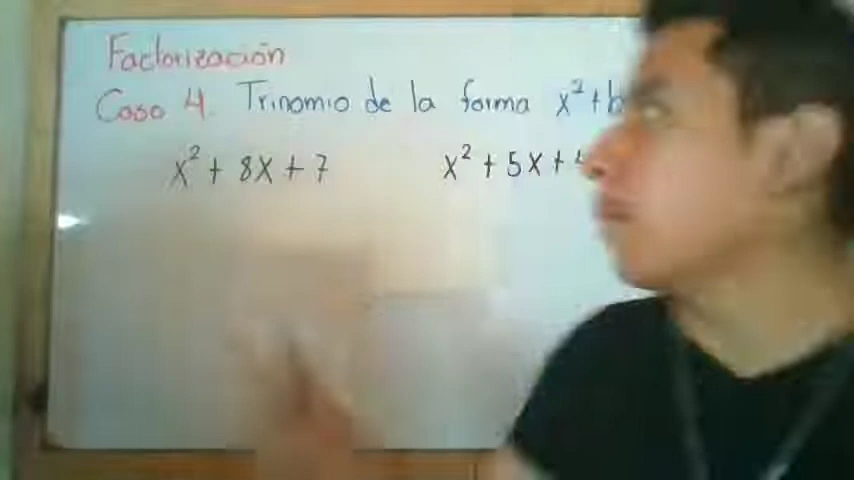 Factorización
Caso 4. Trinomio de la forma x² + b
x² + 8x + 7
x² + 5x +